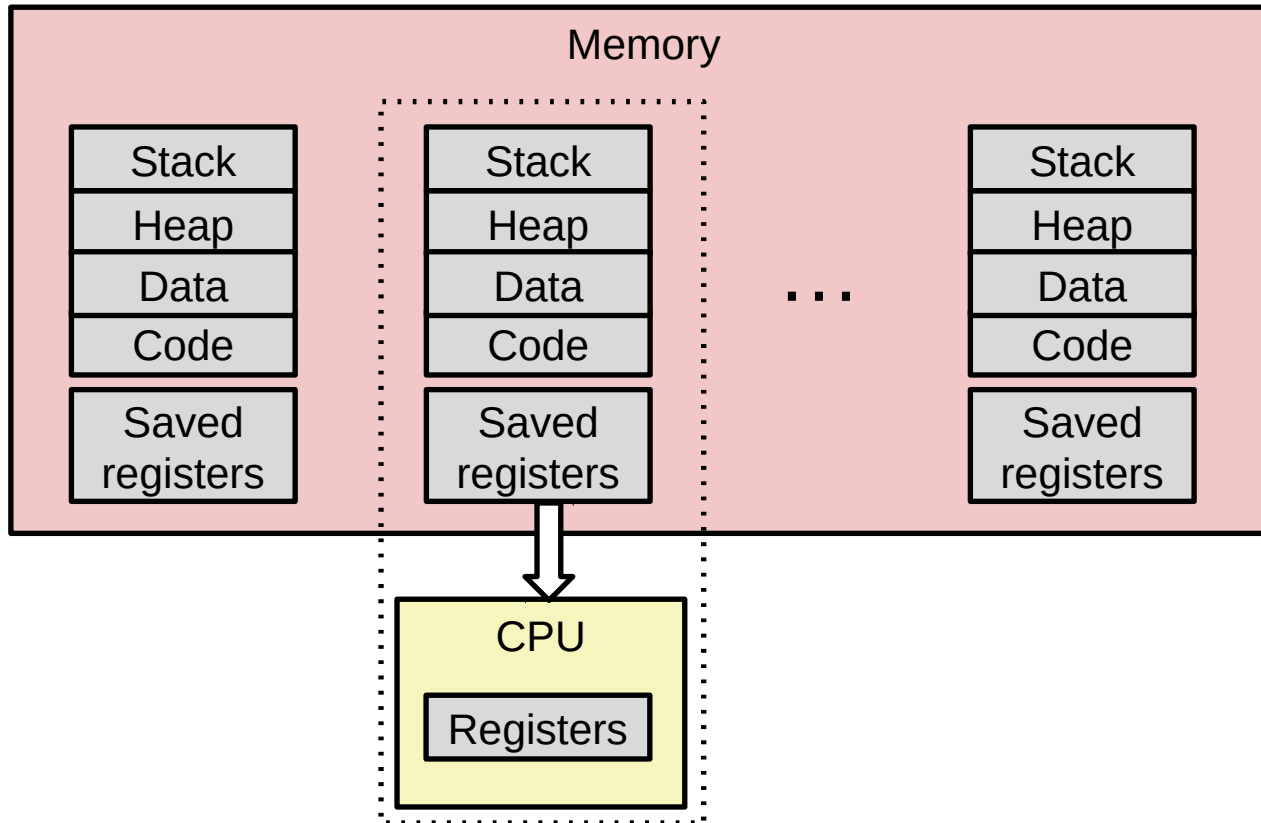 Memory
Stack
Heap
Data
Code
Saved
registers
Stack
Heap
Data
Code
Saved
registers
...
Stack
Heap
Data
Code
Saved
registers
CPU
Registers